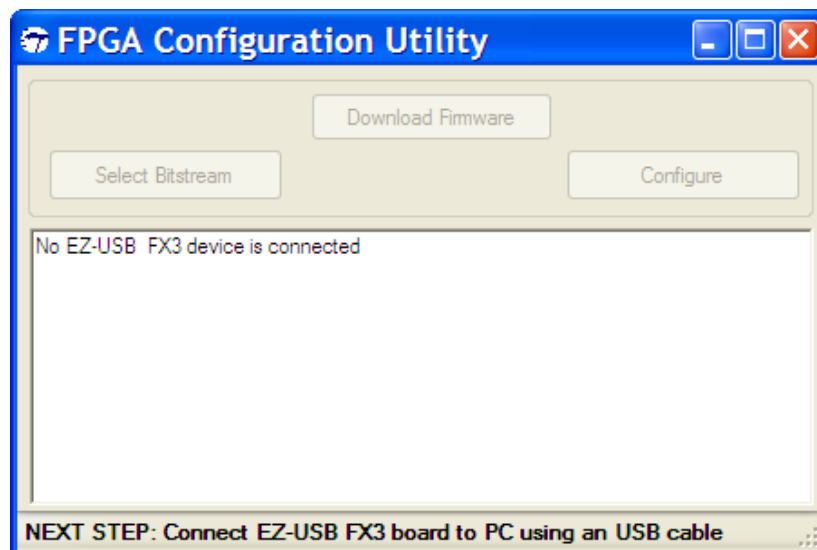 FPGA Configuration Utility
Download Firmware
Select Bitstream Configure
No EZ-USB FX3 device is connected
NEXT STEP: Connect EZ-USB FX3 board to PC using an USB cable